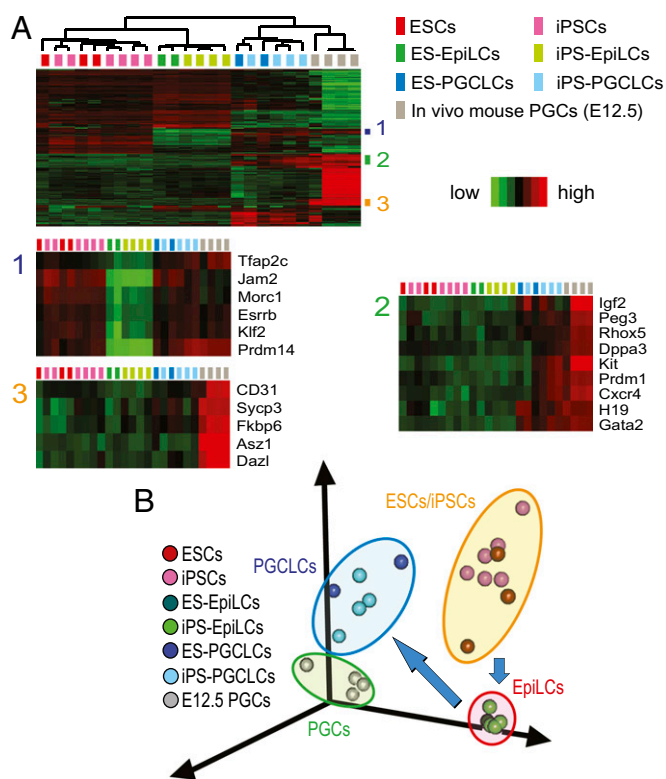 A
ESCs
iPSCs
ES-EpiLCs
iPS-EpiLCs
ES-PGCLCs
iPS-PGCLCs
In vivo mouse PGCs (E12.5)
1
2
3
low
high
1
Tfap2c
Jam2
Morc1
Esrrb
Klf2
Prdm14
2
Igf2
Peg3
Rhox5
Dppa3
Kit
Prdm1
Cxcr4
H19
Gata2
3
CD31
Sycp3
Fkbp6
Asz1
Dazl
B
ESCs
iPSCs
ES-EpiLCs
iPS-EpiLCs
ES-PGCLCs
iPS-PGCLCs
E12.5 PGCs
PGCLCs
ESCs/iPSCs
EpiLCs
PGCs